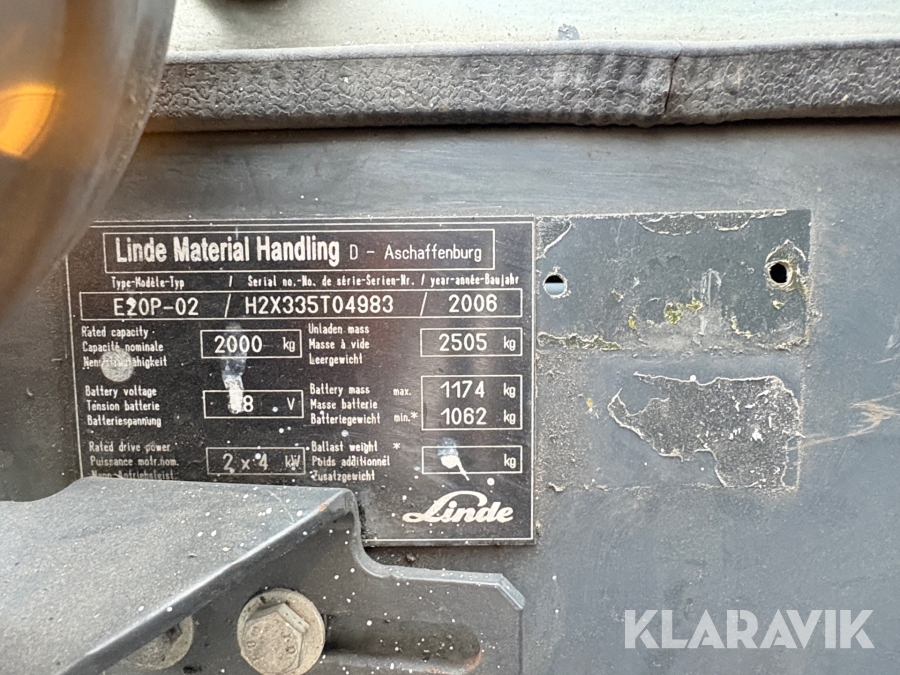 Linde Material Handling D - Aschaffenburg
Type-Modèle-Typ / Serial no.-No. de série-Serien-Nr. / year-année-Baujahr
E20P-02 / H2X335T04983 / 2006
Rated capacity
Capacité nominale
2000 kg
Unladen mass
Masse à vide
Leergewicht
2505 kg
Battery voltage
Tension batterie
Batteriespannung
V
Battery mass max. 1174 kg
Masse batterie
Batteriegewicht min.* 1062 kg
Rated drive power
Puissance motr.nom.
2 x 4 kW
Ballast weight *
Poids additionnel
Zusatzgewicht
kg
Linde
KLARAVIK